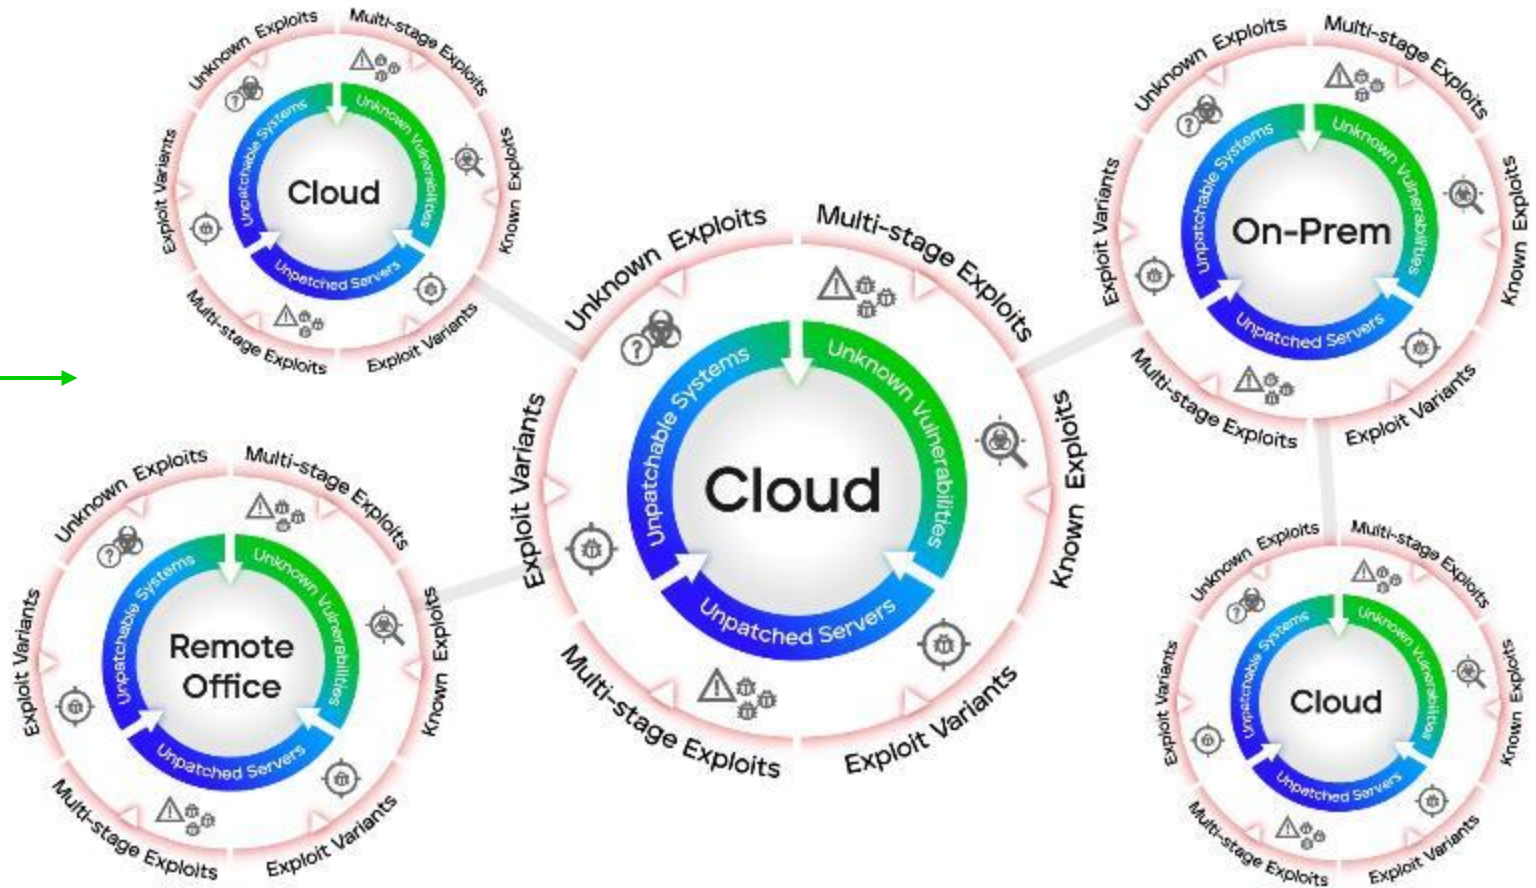 Unknown Exploits
Multi-stage Exploits
Known Exploits
Exploit Variants
Multi-stage Exploits
Exploit Variants
Unpatchable Systems
Unknown Vulnerabilities
Unpatched Servers
Cloud
Unknown Exploits
Multi-stage Exploits
Known Exploits
Exploit Variants
Multi-stage Exploits
Exploit Variants
Unpatchable Systems
Unknown Vulnerabilities
Unpatched Servers
On-Prem
Unknown Exploits
Multi-stage Exploits
Known Exploits
Exploit Variants
Multi-stage Exploits
Exploit Variants
Unpatchable Systems
Unknown Vulnerabilities
Unpatched Servers
Cloud
Unknown Exploits
Multi-stage Exploits
Known Exploits
Exploit Variants
Multi-stage Exploits
Exploit Variants
Unpatchable Systems
Unknown Vulnerabilities
Unpatched Servers
Remote
Office
Unknown Exploits
Multi-stage Exploits
Known Exploits
Exploit Variants
Multi-stage Exploits
Exploit Variants
Unpatchable Systems
Unknown Vulnerabilities
Unpatched Servers
Cloud